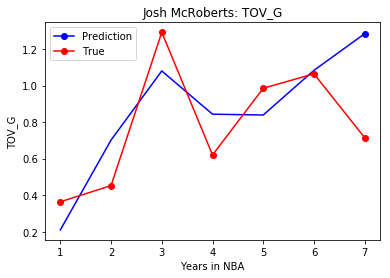 Josh McRoberts: TOV_G
Prediction
True
1.2
1.0
0.8
0.6
0.4
0.2
TOV_G
1 2 3 4 5 6 7
Years in NBA